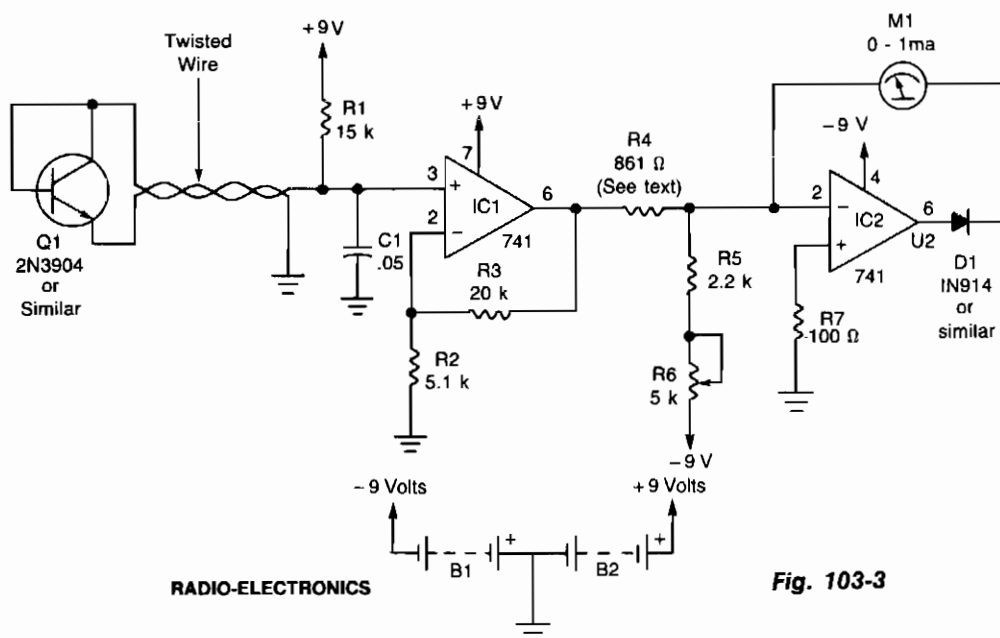 Twisted
Wire
+9V
R1
15 k
Q1
2N3904
or
Similar
C1
.05
3
+
2
−
7
+9V
IC1
741
6
R3
20 k
R2
5.1 k
R4
861 Ω
(See text)
R5
2.2 k
R6
5 k
−9 V
M1
0 - 1ma
−9 V
4
2
−
+
IC2
741
6
U2
R7
100 Ω
D1
IN914
or
similar
−9 Volts
+9 Volts
+
B1
B2
+
RADIO-ELECTRONICS
Fig. 103-3